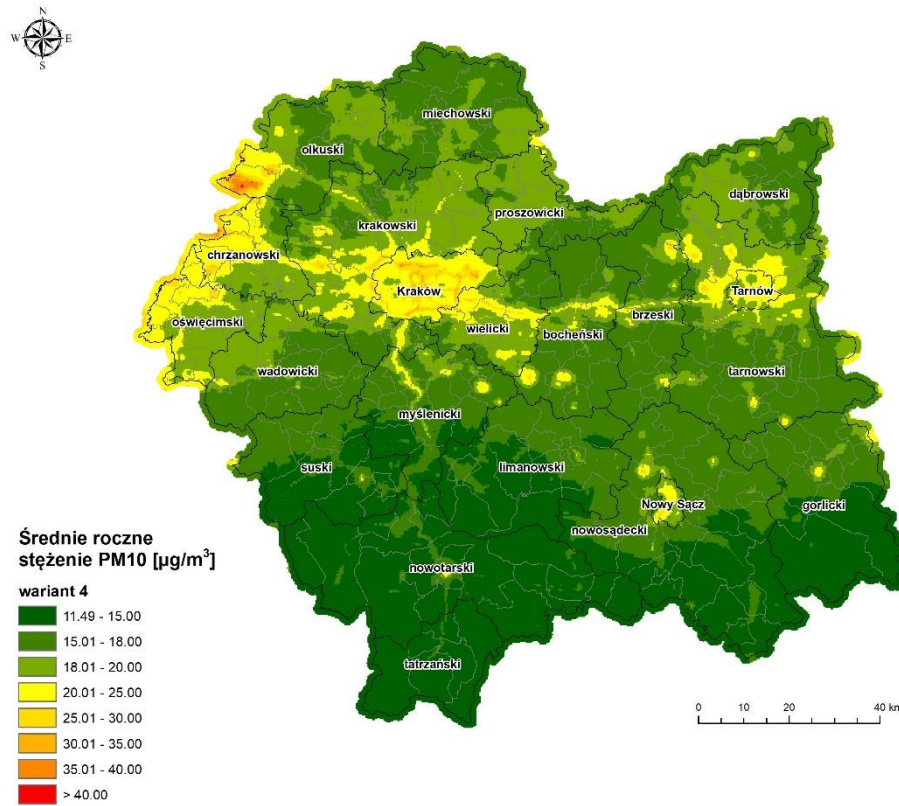 N
W E
S
miechowski
olkuski
dąbrowski
proszowicki
krakowski
chrzanowski
Kraków
Tarnów
oświęcimski
wielicki
brzeski
bocheński
wadowicki
tarnowski
myślenicki
suski
limanowski
Nowy Sącz
gorlicki
nowosądecki
nowotarski
tatrzański
Średnie roczne
stężenie PM10 [µg/m³]
wariant 4
11.49 - 15.00
15.01 - 18.00
18.01 - 20.00
20.01 - 25.00
25.01 - 30.00
30.01 - 35.00
35.01 - 40.00
> 40.00
0 10 20 40 km